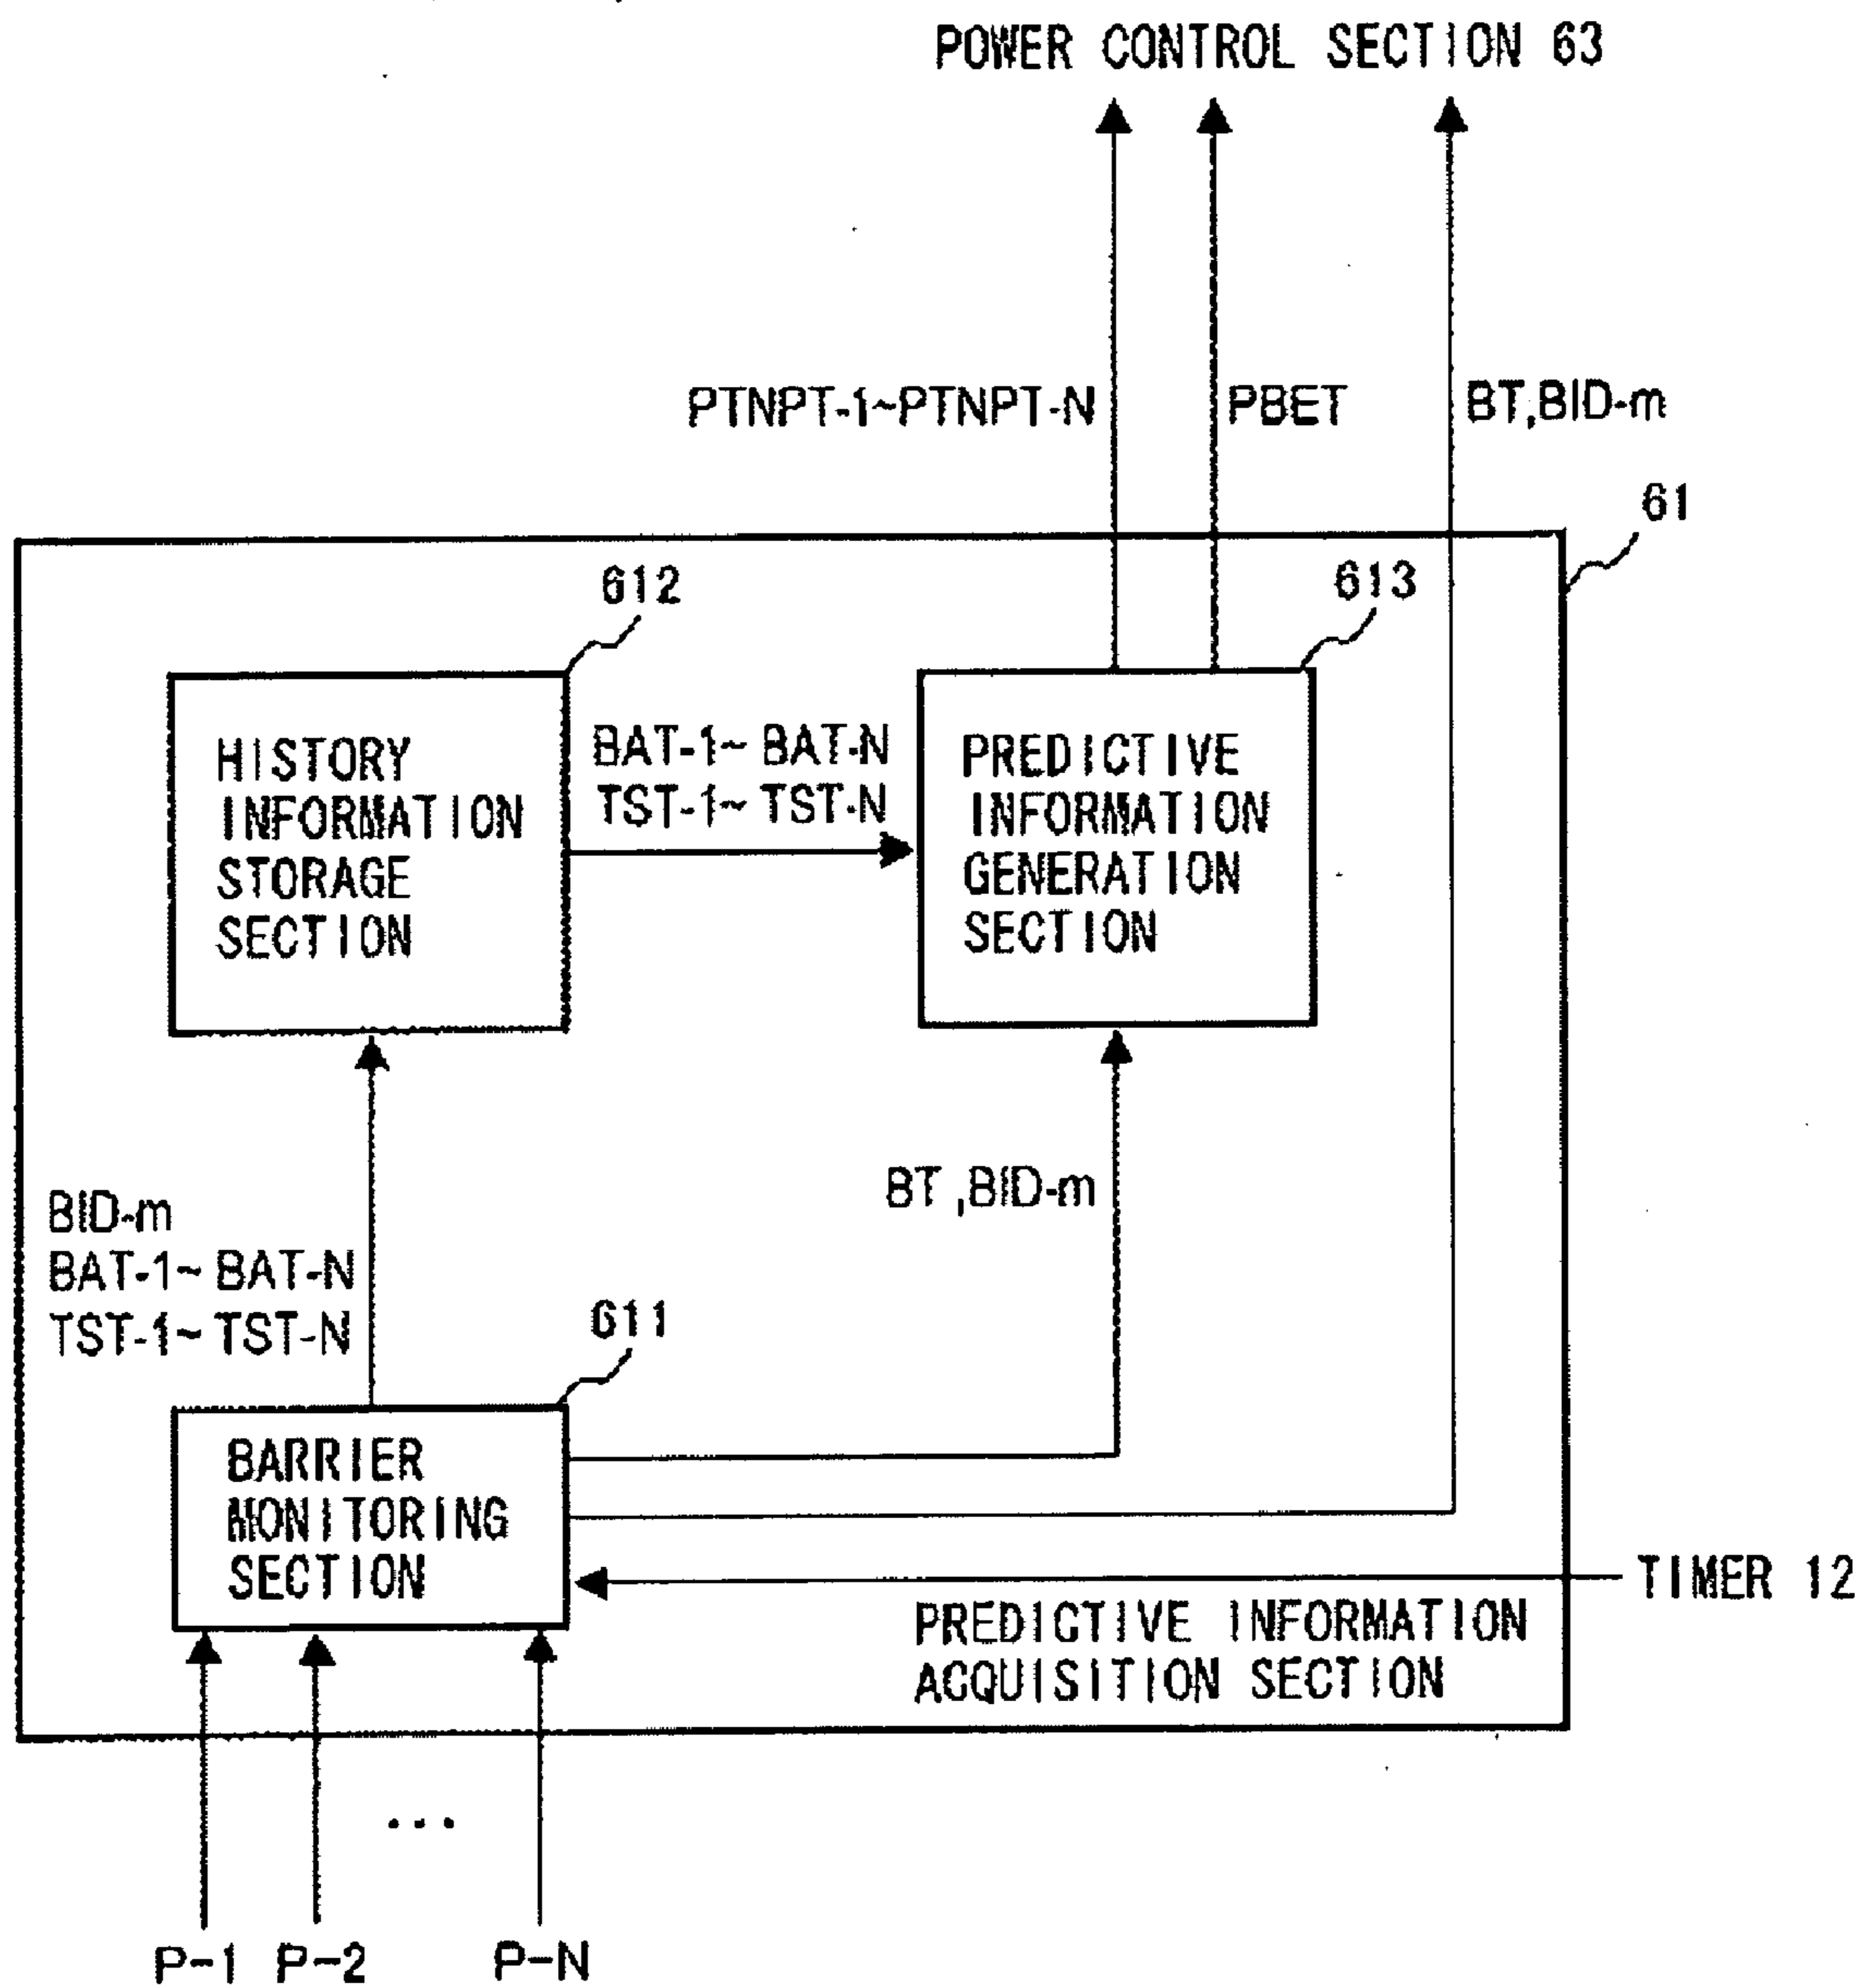 POWER CONTROL SECTION 63
PTNPT-1~PTNPT-N
PBET
BT,BID-m
61
612
613
HISTORY
INFORMATION
STORAGE
SECTION
BAT-1~ BAT-N
TST-1~ TST-N
PREDICTIVE
INFORMATION
GENERATION
SECTION
BID-m
BAT-1~ BAT-N
TST-1~ TST-N
BT ,BID-m
611
BARRIER
MONITORING
SECTION
TIMER 12
PREDICTIVE INFORMATION
ACQUISITION SECTION
...
P-1 P-2 P-N